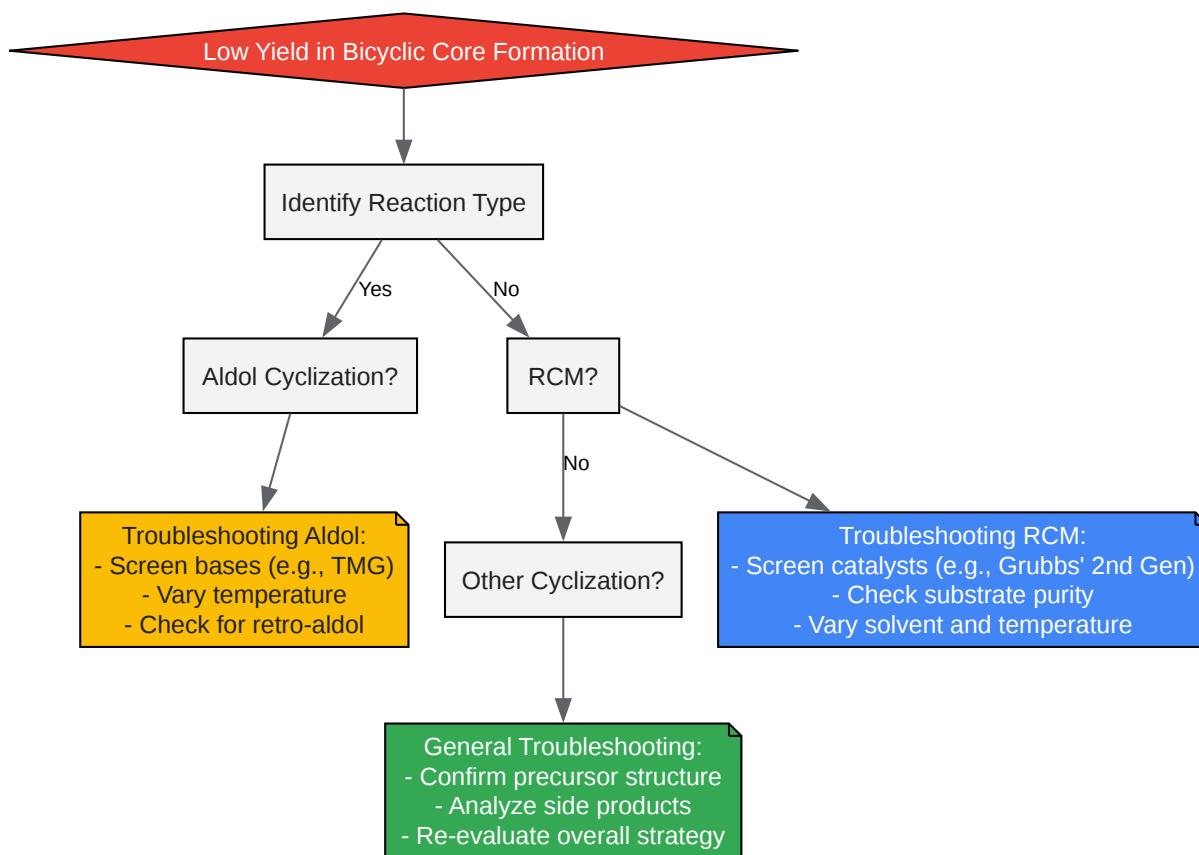 Low Yield in Bicyclic Core Formation
Identify Reaction Type
Yes
No
Aldol Cyclization?
RCM?
No
Troubleshooting Aldol:
- Screen bases (e.g., TMG)
- Vary temperature
- Check for retro-aldol
Other Cyclization?
Troubleshooting RCM:
- Screen catalysts (e.g., Grubbs' 2nd Gen)
- Check substrate purity
- Vary solvent and temperature
General Troubleshooting:
- Confirm precursor structure
- Analyze side products
- Re-evaluate overall strategy